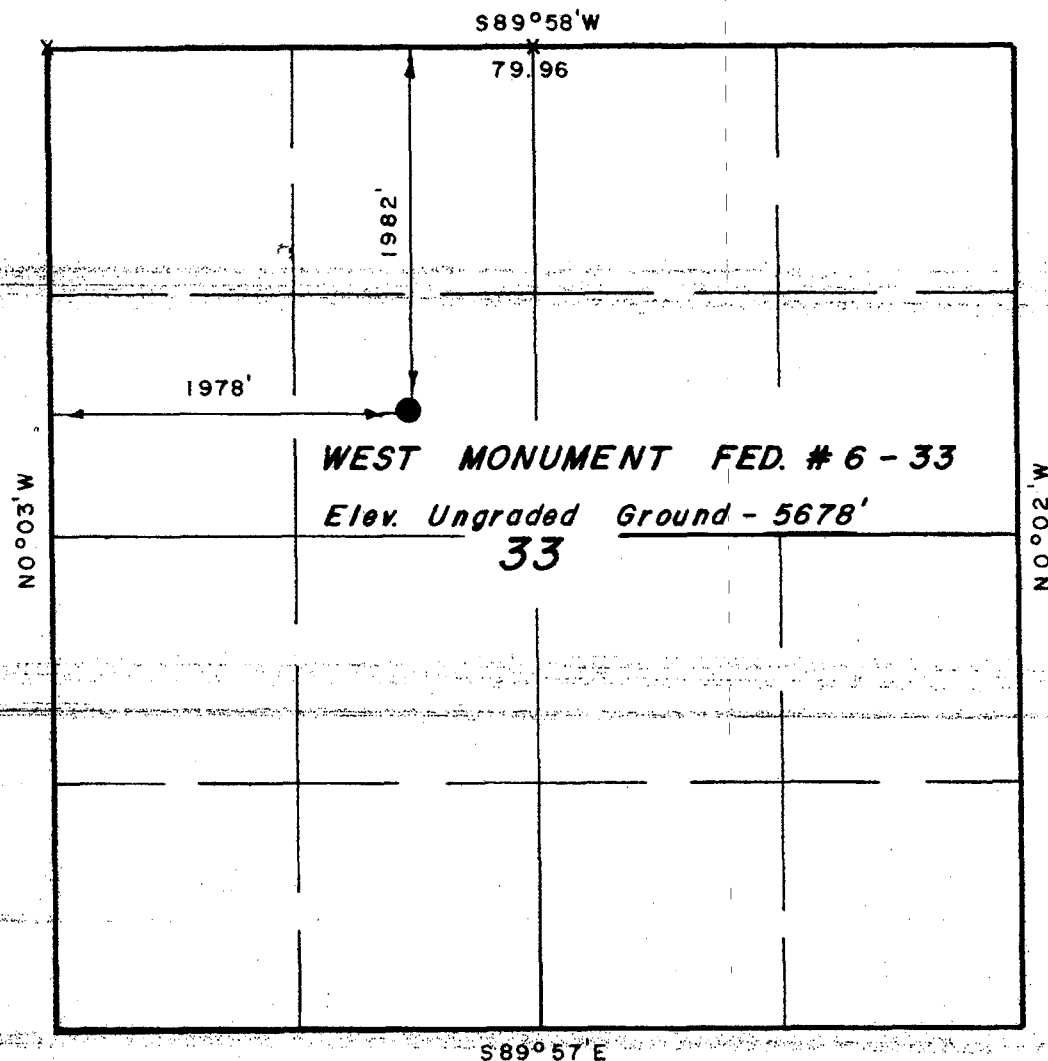 S89°58'W
79.96
1982'
1978'
WEST MONUMENT FED. # 6 - 33
Elev. Ungraded Ground - 5678'
33
N0°03'W
N0°02'W
S89°57'E